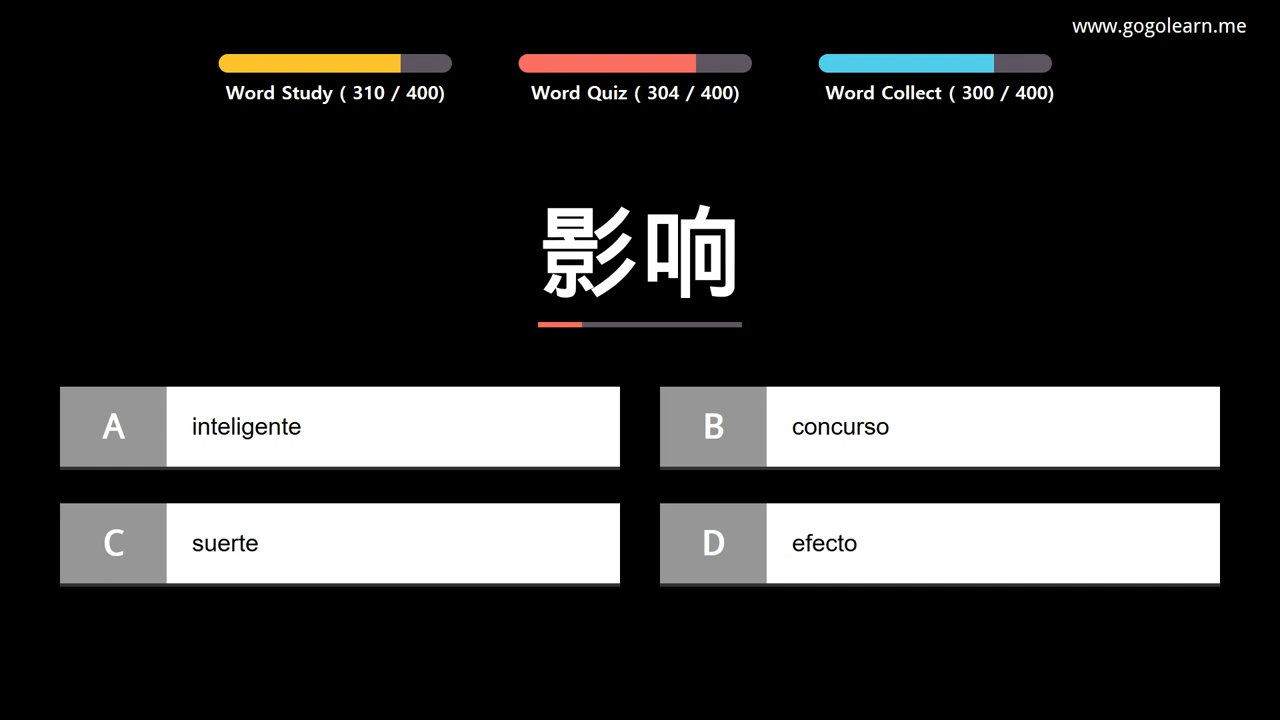 www.gogolearn.me
Word Study ( 310 / 400)
Word Quiz ( 304 / 400)
Word Collect ( 300 / 400)
影响
A inteligente
B concurso
C suerte
D efecto